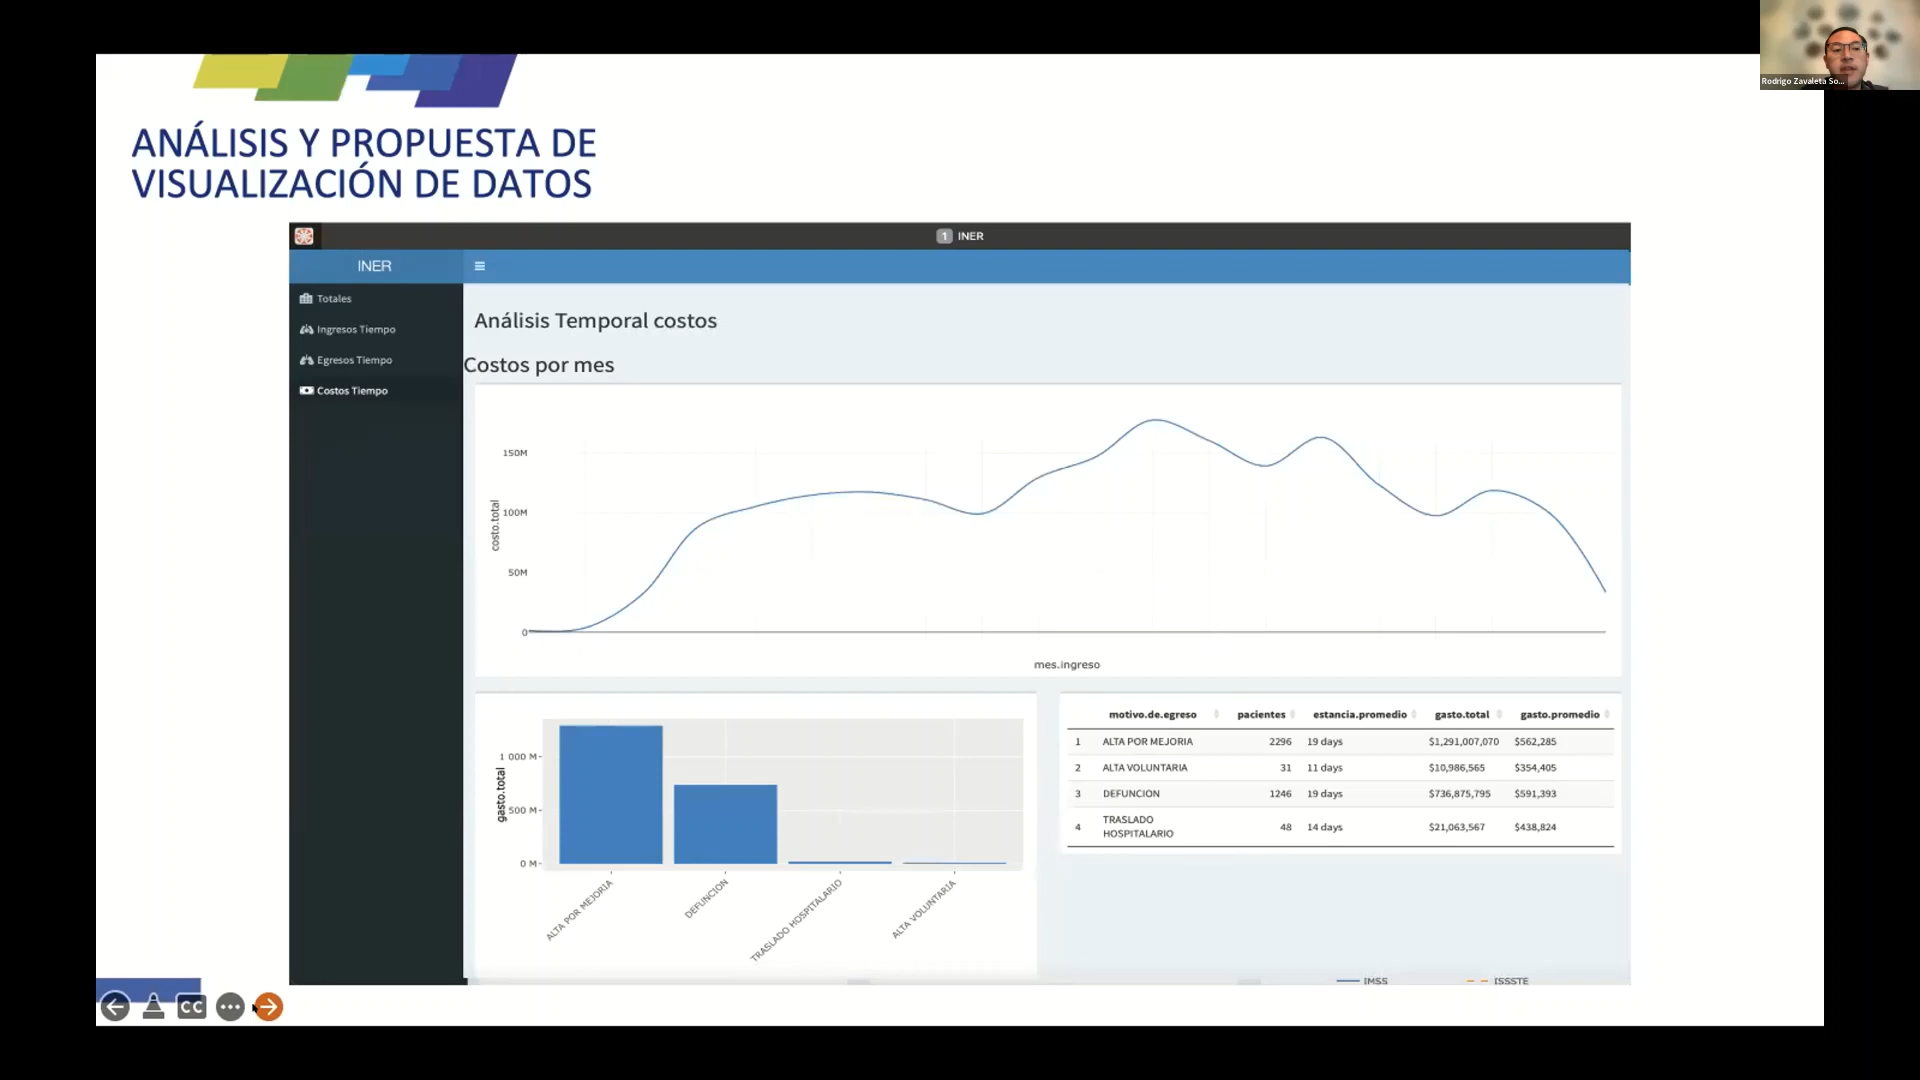 Rodrigo Zavaleta So...
ANÁLISIS Y PROPUESTA DE
VISUALIZACIÓN DE DATOS
1 INER
INER
Totales
Ingresos Tiempo
Egresos Tiempo
Costos Tiempo
Análisis Temporal costos
Costos por mes
150M
100M
50M
0
costo.total
mes.ingreso
1 000 M
500 M
0 M
gasto.total
ALTA POR MEJORIA
DEFUNCION
TRASLADO HOSPITALARIO
ALTA VOLUNTARIA
motivo.de.egreso pacientes estancia.promedio gasto.total gasto.promedio
1 ALTA POR MEJORIA 2296 19 days $1,291,007,070 $562,285
2 ALTA VOLUNTARIA 31 11 days $10,986,565 $354,405
3 DEFUNCION 1246 19 days $736,875,795 $591,393
4 TRASLADO HOSPITALARIO 48 14 days $21,063,567 $438,824
IMSS ISSSTE
CC